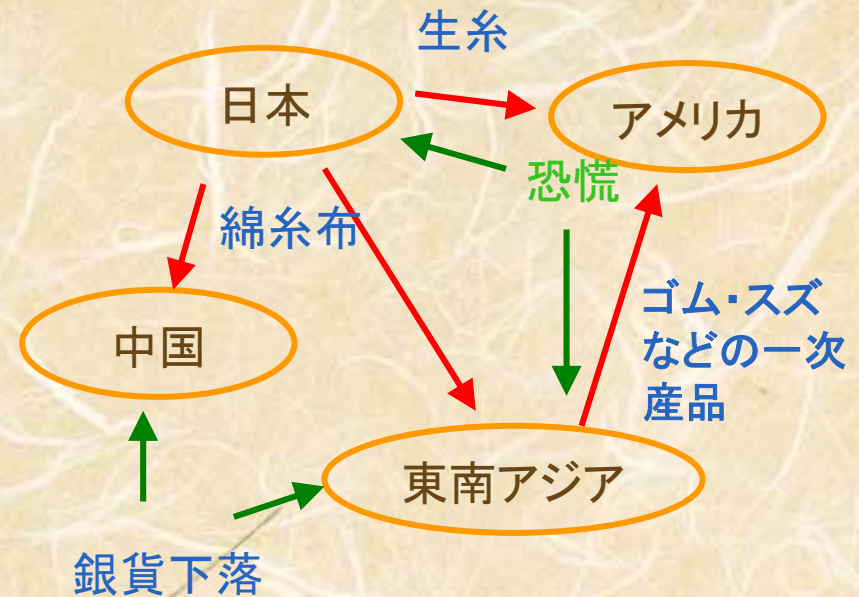 生糸
日本
アメリカ
恐慌
綿糸布
ゴム・スズ
などの一次
産品
中国
東南アジア
銀貨下落